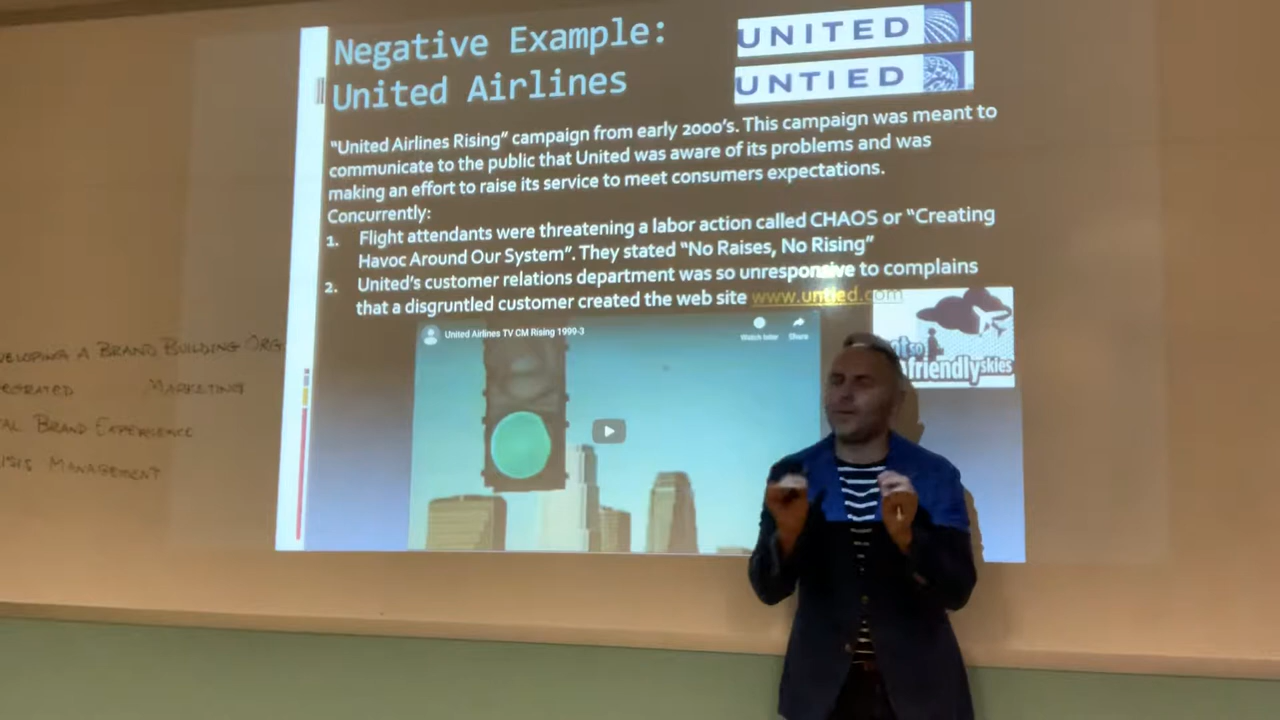 Negative Example:
United Airlines
UNITED
UNTIED
"United Airlines Rising" campaign from early 2000's. This campaign was meant to
communicate to the public that United was aware of its problems and was
making an effort to raise its service to meet consumers expectations.
Concurrently:
1. Flight attendants were threatening a labor action called CHAOS or "Creating
Havoc Around Our System". They stated "No Raises, No Rising"
2. United's customer relations department was so unresponsive to complains
that a disgruntled customer created the web site www.untied.com
United Airlines TV CM Rising 1999-3
Watch later
Share
friendlyskies
VELOPING A BRAND BUILDING ORG
MARKETING
BRAND EXPERIENCE
MANAGEMENT